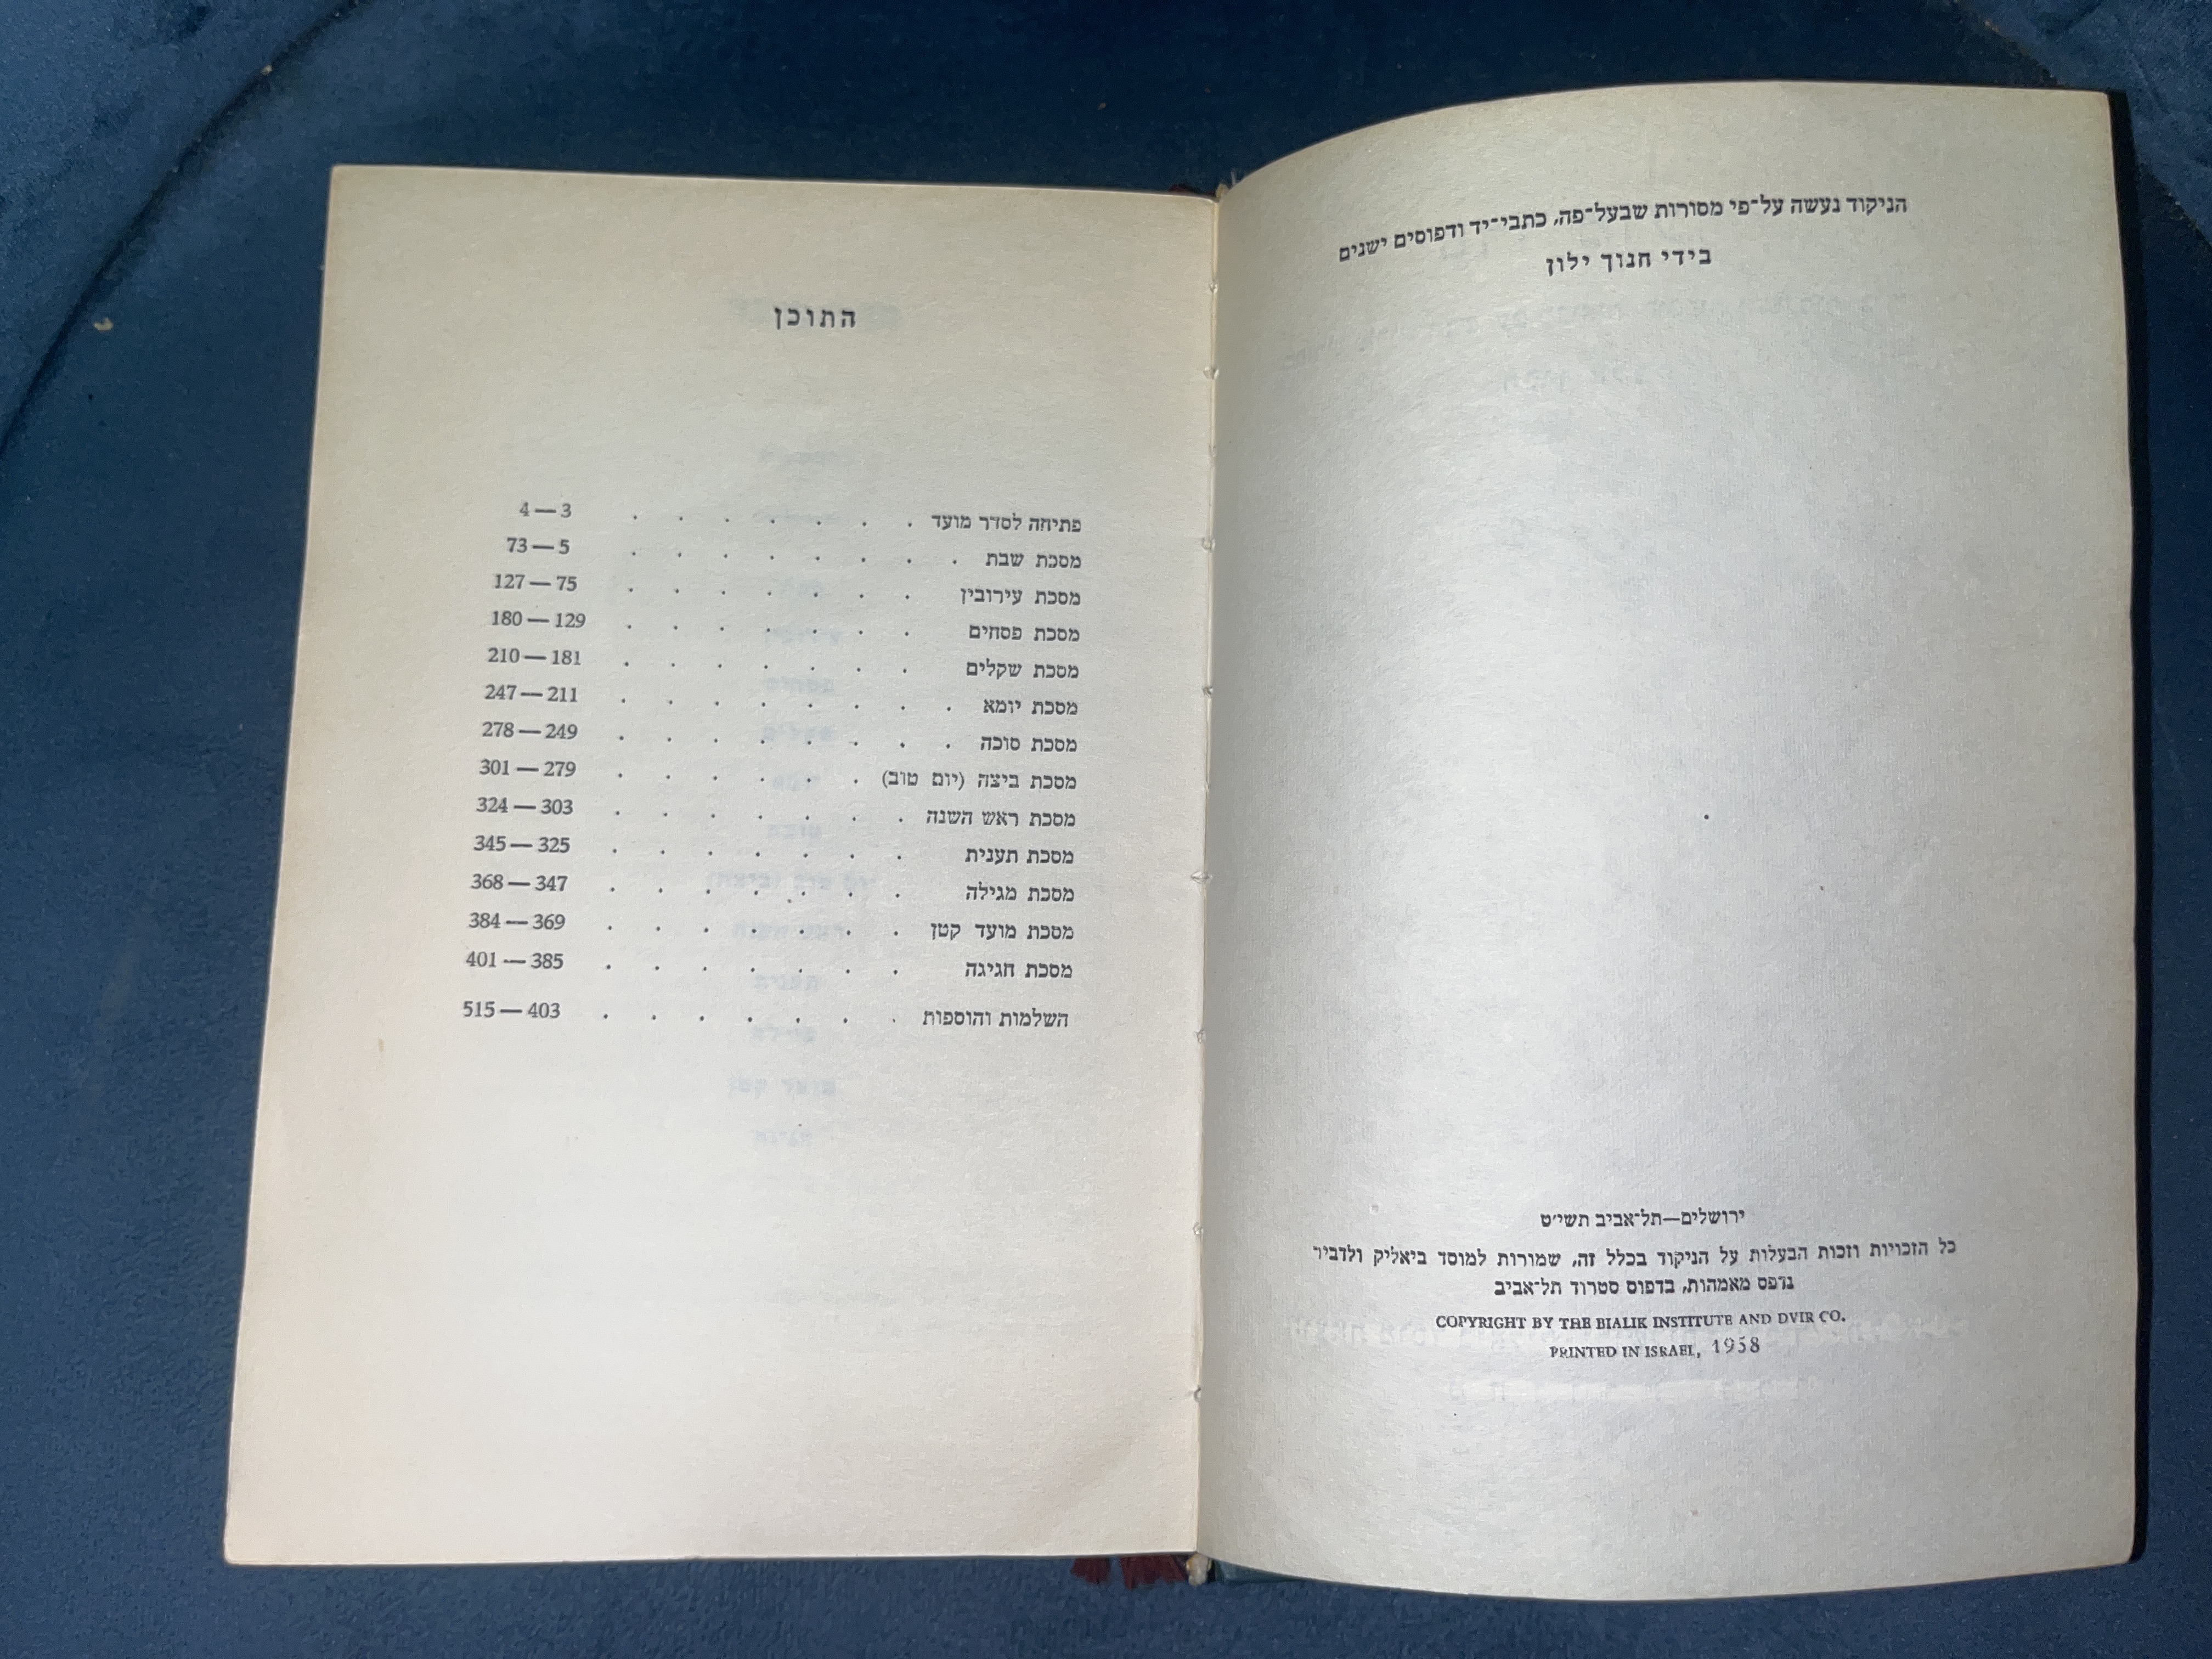 הניקוד נעשה על־פי מסורות שבעל־פה, כתבי־יד ודפוסים ישנים
בידי חנוך ילון
ירושלים—תל־אביב תשי״ט
כל הזכויות וזכות הבעלות על הניקוד בכלל זה, שמורות למוסד ביאליק ולדביר
נדפס מאמהות, בדפוס סטרוד תל־אביב
COPYRIGHT BY THE BIALIK INSTITUTE AND DVIR CO.
PRINTED IN ISRAEL, 1958
התוכן
פתיחה לסדר מועד . . . . . . . 3—4
מסכת שבת . . . . . . . . 5—73
מסכת עירובין . . . . . . . 75—127
מסכת פסחים . . . . . . . 129—180
מסכת שקלים . . . . . . . 181—210
מסכת יומא . . . . . . . . 211—247
מסכת סוכה . . . . . . . . 249—278
מסכת ביצה (יום טוב) . . . . . . 279—301
מסכת ראש השנה . . . . . . . 303—324
מסכת תענית . . . . . . . 325—345
מסכת מגילה . . . . . . . 347—368
מסכת מועד קטן . . . . . . . 369—384
מסכת חגיגה . . . . . . . 385—401
השלמות והוספות . . . . . . . 403—515